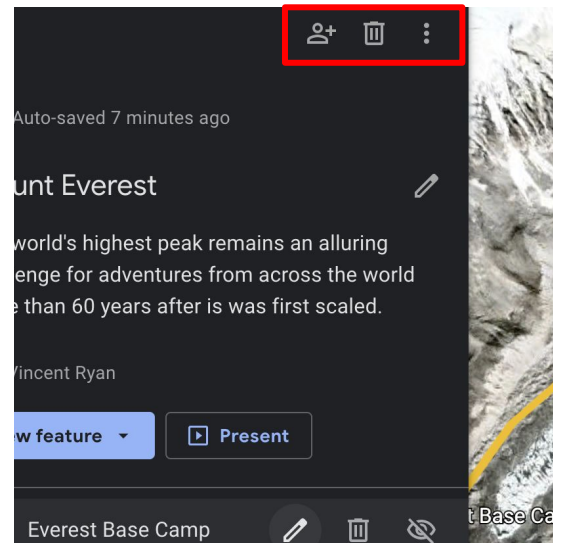 Auto-saved 7 minutes ago
unt Everest
world's highest peak remains an alluring
enge for adventures from across the world
e than 60 years after is was first scaled.
Vincent Ryan
w feature
Present
Everest Base Camp
t Base Ca